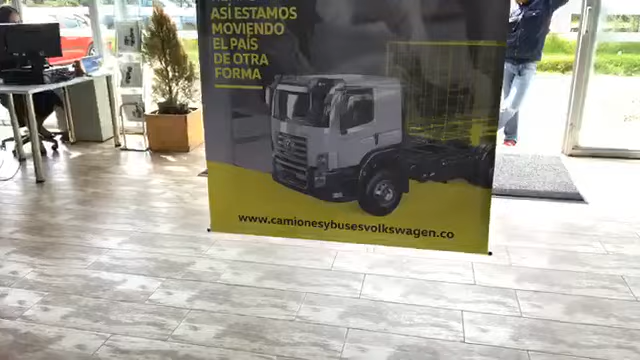 ASÍ ESTAMOS
MOVIENDO
EL PAÍS
DE OTRA
FORMA
www.camionesybusesvolkswagen.co